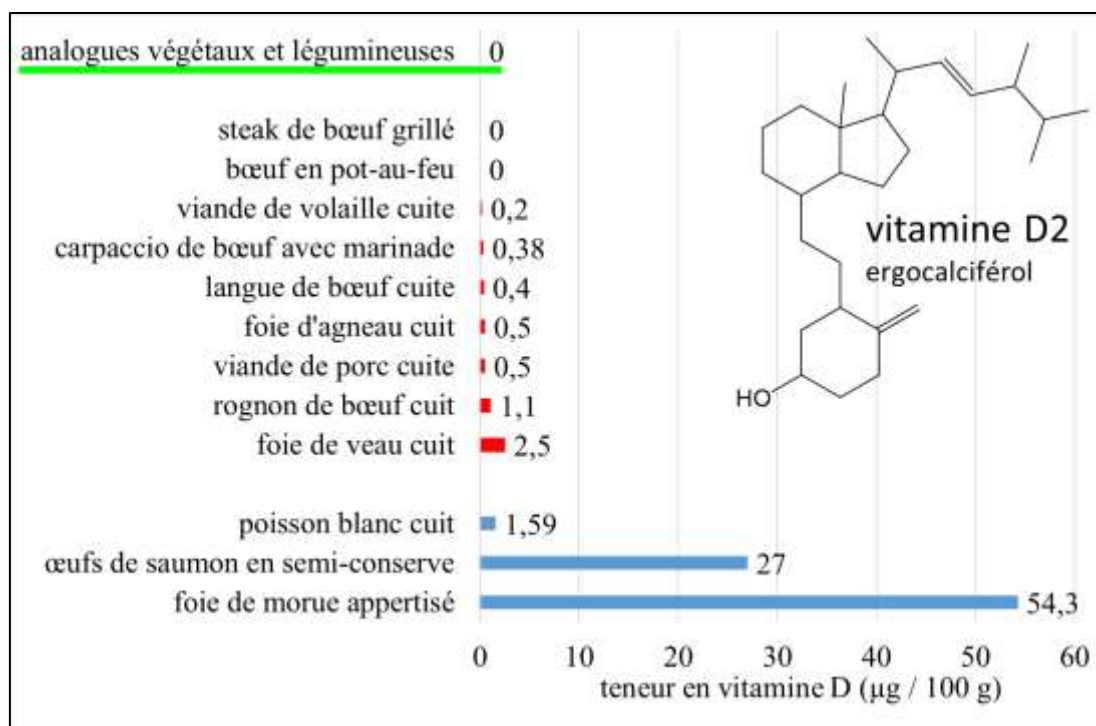 analogues végétaux et légumineuses 0
steak de bœuf grillé 0
bœuf en pot-au-feu 0
viande de volaille cuite 0,2
carpaccio de bœuf avec marinade 0,38
langue de bœuf cuite 0,4
foie d'agneau cuit 0,5
viande de porc cuite 0,5
rognon de bœuf cuit 1,1
foie de veau cuit 2,5
poisson blanc cuit 1,59
œufs de saumon en semi-conserve 27
foie de morue appertisé 54,3
0 10 20 30 40 50 60
teneur en vitamine D (µg / 100 g)
vitamine D2
ergocalciférol
HO